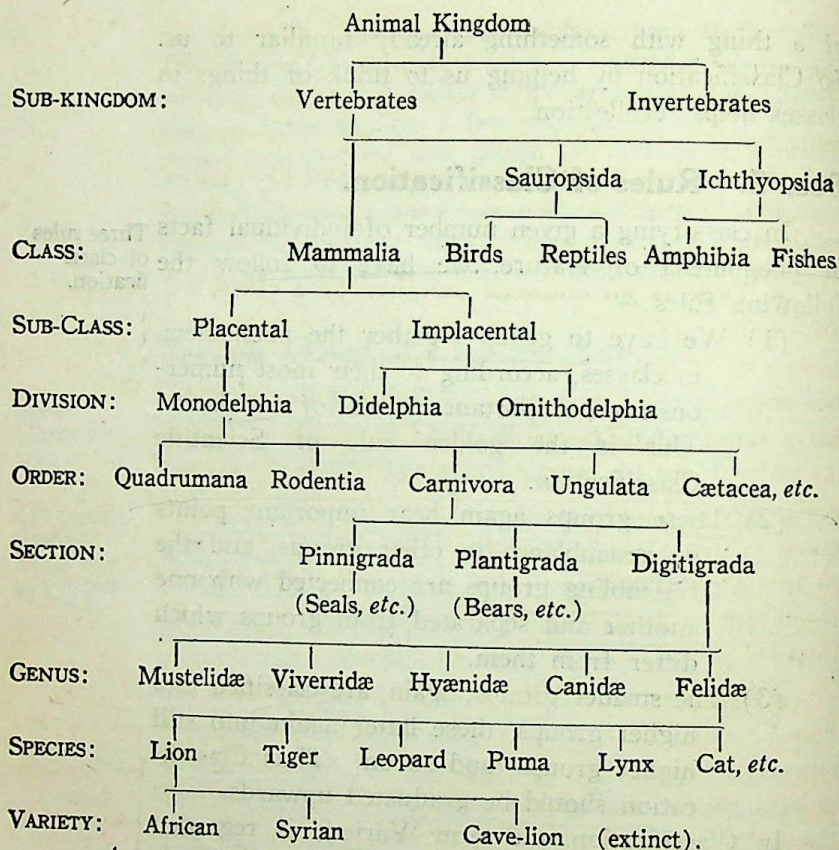 Animal Kingdom
SUB-KINGDOM: Vertebrates Invertebrates
Sauropsida Ichthyopsida
CLASS: Mammalia Birds Reptiles Amphibia Fishes
SUB-CLASS: Placental Implacental
DIVISION: Monodelphia Didelphia Ornithodelphia
ORDER: Quadrumana Rodentia Carnivora Ungulata Cætacea, etc.
SECTION: Pinnigrada Plantigrada Digitigrada
(Seals, etc.) (Bears, etc.)
GENUS: Mustelidæ Viverridæ Hyænidæ Canidæ Felidæ
SPECIES: Lion Tiger Leopard Puma Lynx Cat, etc.
VARIETY: African Syrian Cave-lion (extinct).